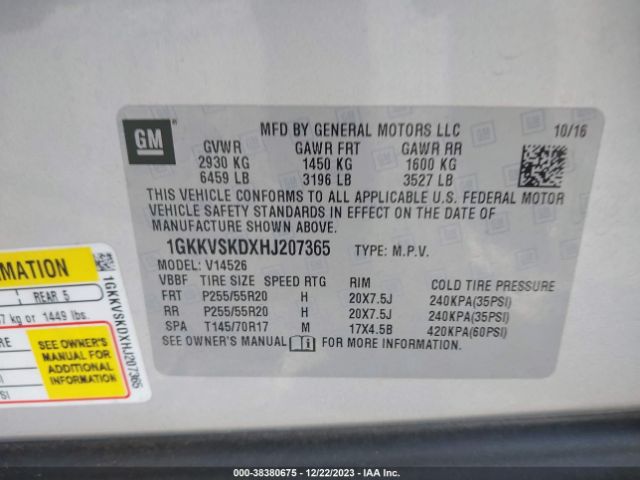 GM
MFD BY GENERAL MOTORS LLC 10/16
GVWR GAWR FRT GAWR RR
2930 KG 1450 KG 1600 KG
6459 LB 3196 LB 3527 LB
THIS VEHICLE CONFORMS TO ALL APPLICABLE U.S. FEDERAL MOTOR
VEHICLE SAFETY STANDARDS IN EFFECT ON THE DATE OF
MANUFACTURE SHOWN ABOVE.
1GKKVSKDXHJ207365 TYPE: M.P.V.
MODEL: V14526
VBBF TIRE SIZE SPEED RTG RIM COLD TIRE PRESSURE
FRT P255/55R20 H 20X7.5J 240KPA(35PSI)
RR P255/55R20 H 20X7.5J 240KPA(35PSI)
SPA T145/70R17 M 17X4.5B 420KPA(60PSI)
SEE OWNER'S MANUAL FOR MORE INFORMATION.
REAR 5
kg or 1449 lbs.
SEE OWNER'S
MANUAL FOR
ADDITIONAL
INFORMATION
1GKKVSKDXHJ207365
000-38380675 - 12/22/2023 - IAA Inc.